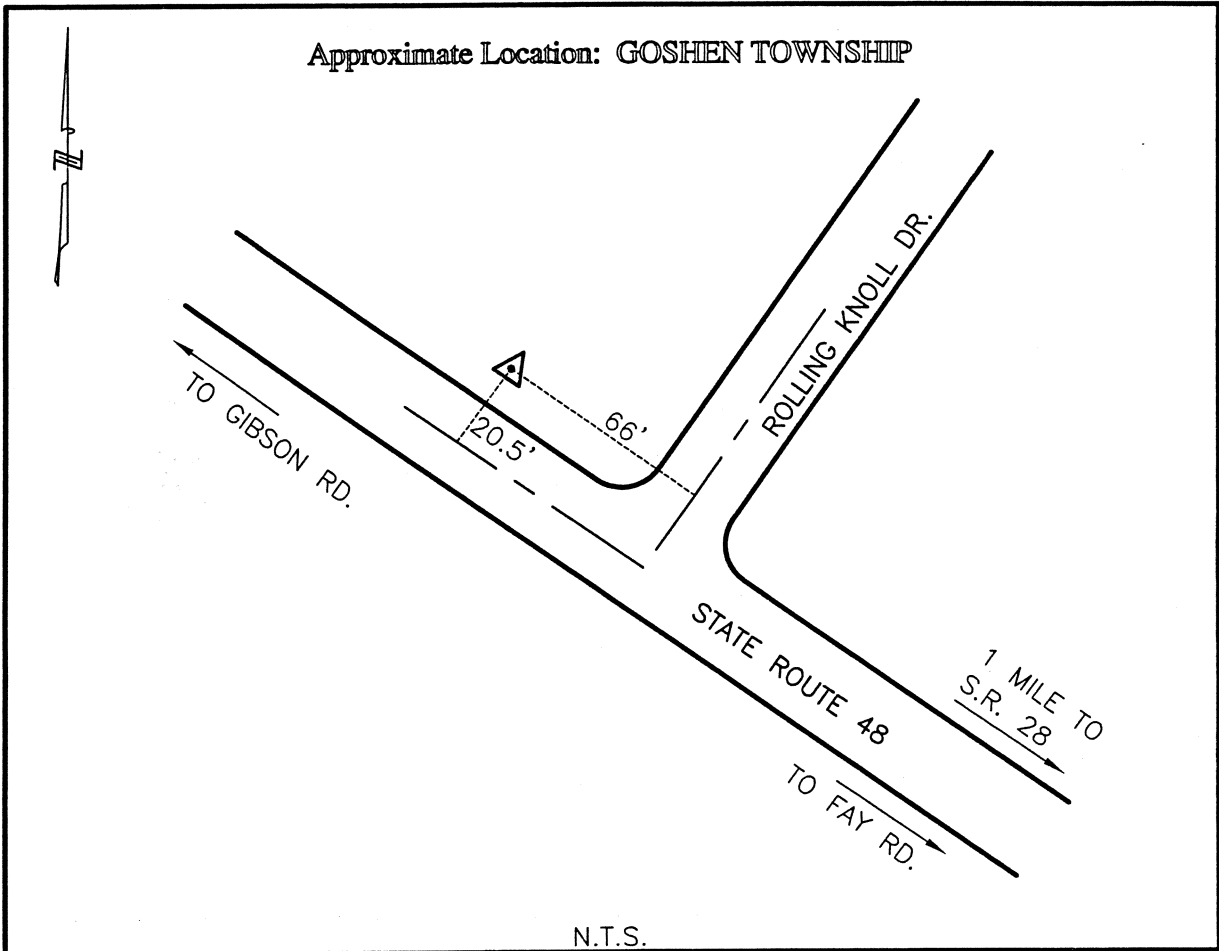 Approximate Location: GOSHEN TOWNSHIP
N
ROLLING KNOLL DR.
TO GIBSON RD.
20.5'
66'
STATE ROUTE 48
1 MILE TO
S.R. 28
TO FAY RD.
N.T.S.